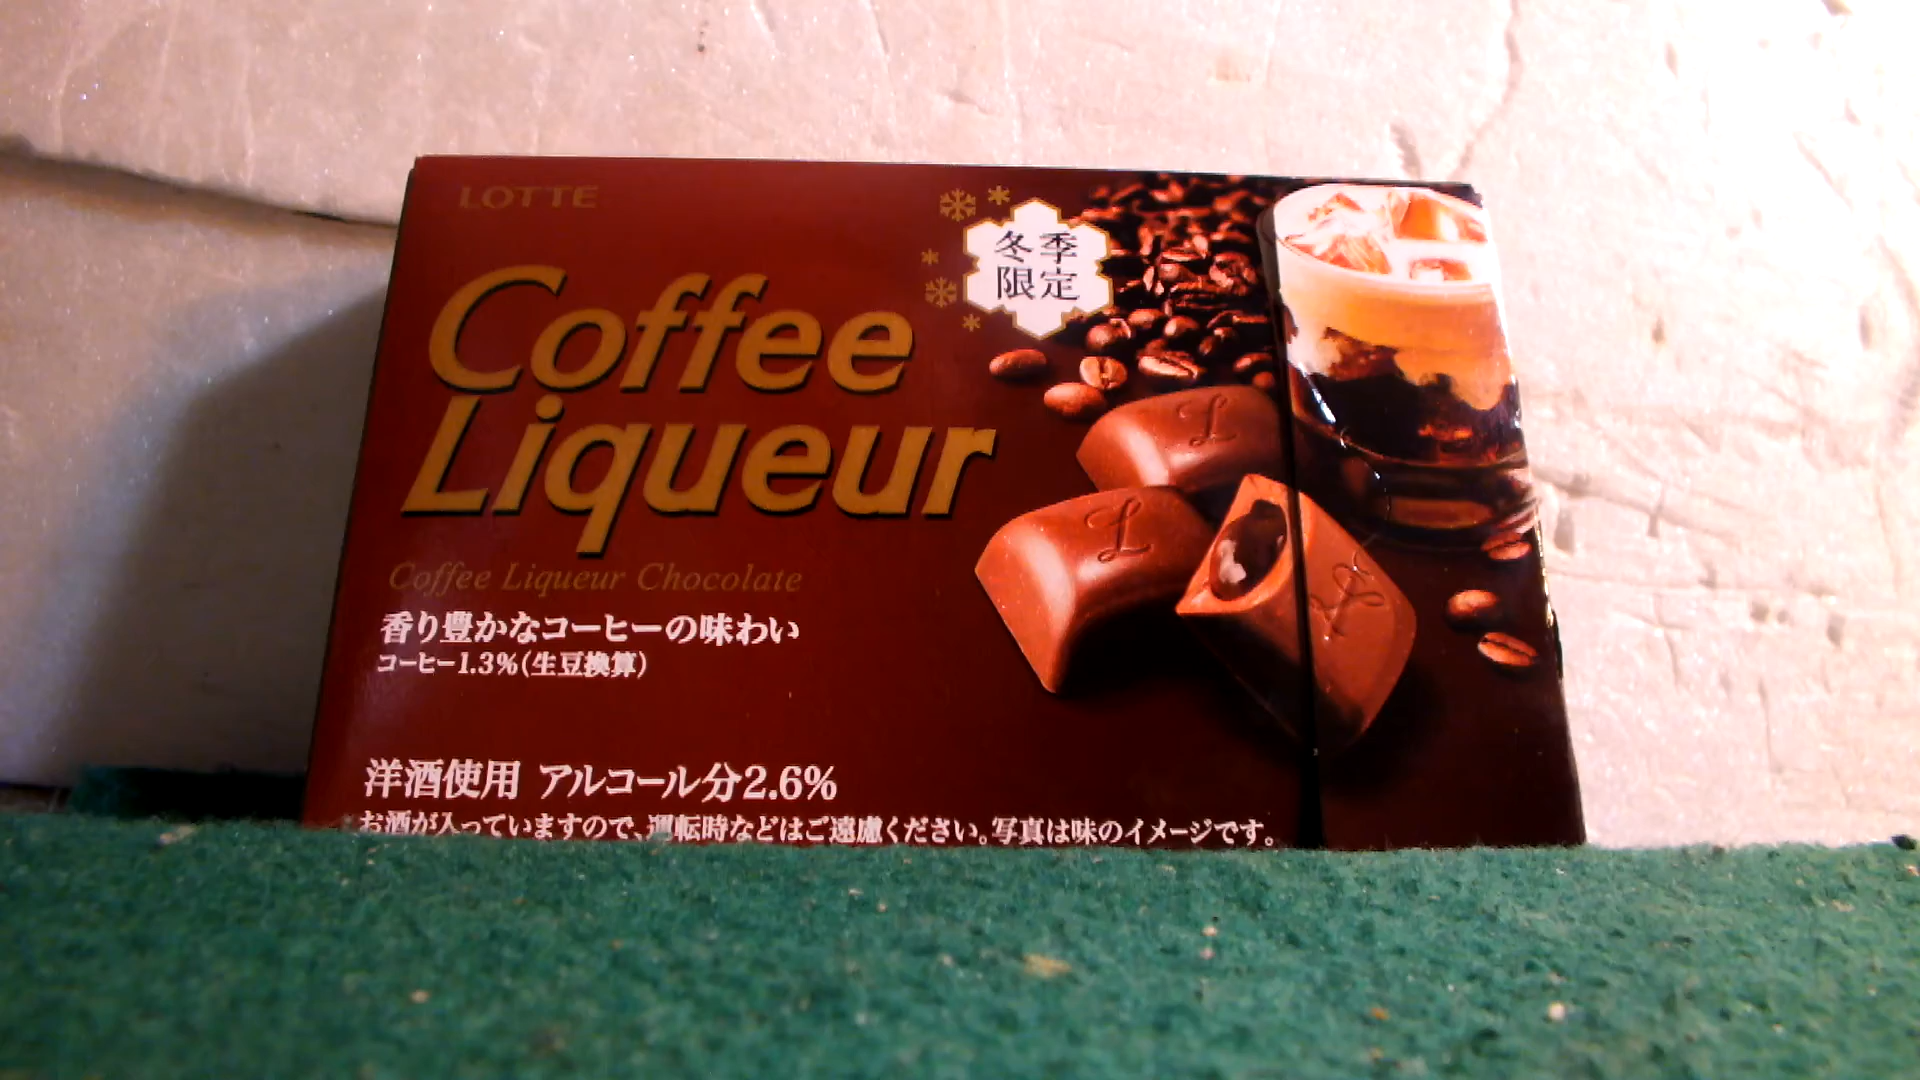 LOTTE
冬季
限定
Coffee
Liqueur
Coffee Liqueur Chocolate
香り豊かなコーヒーの味わい
コーヒー1.3%(生豆換算)
洋酒使用 アルコール分2.6%
お酒が入っていますので、運転時などはご遠慮ください。写真は味のイメージです。
L
L
L